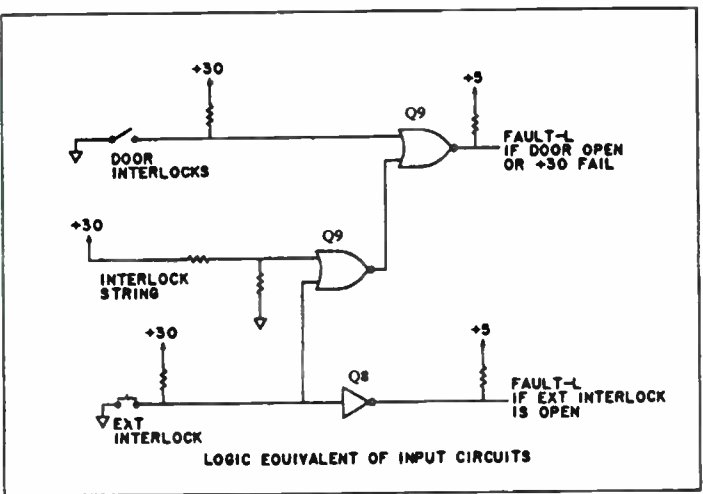 +30
+5
Q9
DOOR
INTERLOCKS
FAULT-L
IF DOOR OPEN
OR +30 FAIL
+30
Q9
INTERLOCK
STRING
+30
+5
Q8
FAULT-L
IF EXT INTERLOCK
IS OPEN
EXT
INTERLOCK
LOGIC EQUIVALENT OF INPUT CIRCUITS